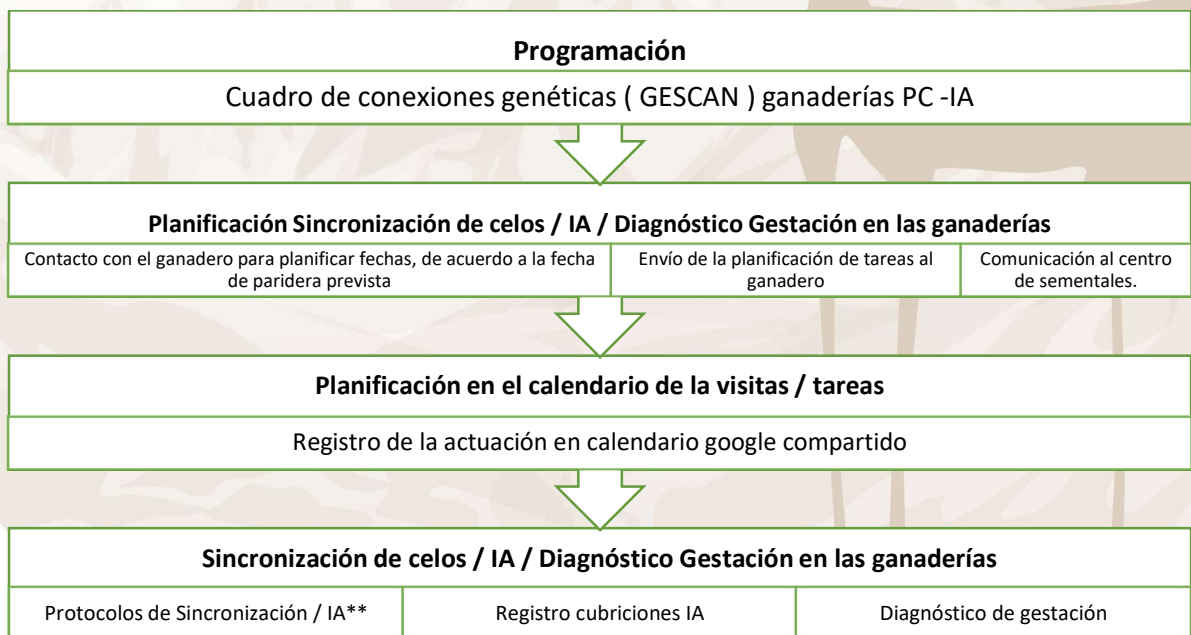 Programación
Cuadro de conexiones genéticas ( GESCAN ) ganaderías PC -IA
Planificación Sincronización de celos / IA / Diagnóstico Gestación en las ganaderías
Contacto con el ganadero para planificar fechas, de acuerdo a la fecha
de paridera prevista
Envío de la planificación de tareas al
ganadero
Comunicación al centro
de sementales.
Planificación en el calendario de la visitas / tareas
Registro de la actuación en calendario google compartido
Sincronización de celos / IA / Diagnóstico Gestación en las ganaderías
Protocolos de Sincronización / IA**
Registro cubriciones IA
Diagnóstico de gestación